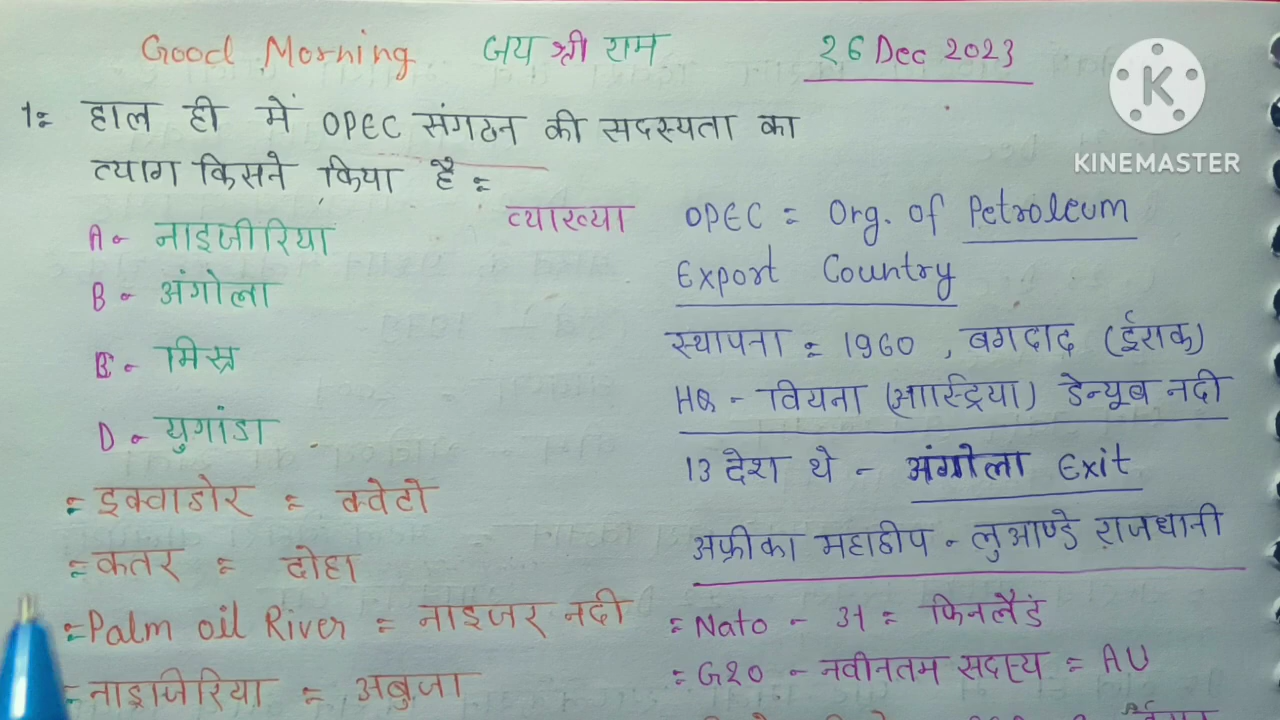 Good Morning जय श्री राम 26 Dec 2023
KINEMASTER
1= हाल ही में OPEC संगठन की सदस्यता का
त्याग किसने किया है =
A - नाइजीरिया
B - अंगोला
मिस्र
D - युगांडा
= इक्वाडोर = क्वेटो
= कतर = दोहा
= Palm oil River = नाइजर नदी
- नाइजिरिया = अबुजा
व्याख्या OPEC = Org. of Petroleum
Export Country
स्थापना = 1960 , बगदाद (ईराक)
HQ - वियना (आस्ट्रिया) डेन्यूब नदी
13 देश थे - अंगोला Exit
अफ्रीका महाद्वीप - लुआण्डे राजधानी
= Nato - 31 = फिनलैडं
= G20 - नवीनतम सदस्य = AU